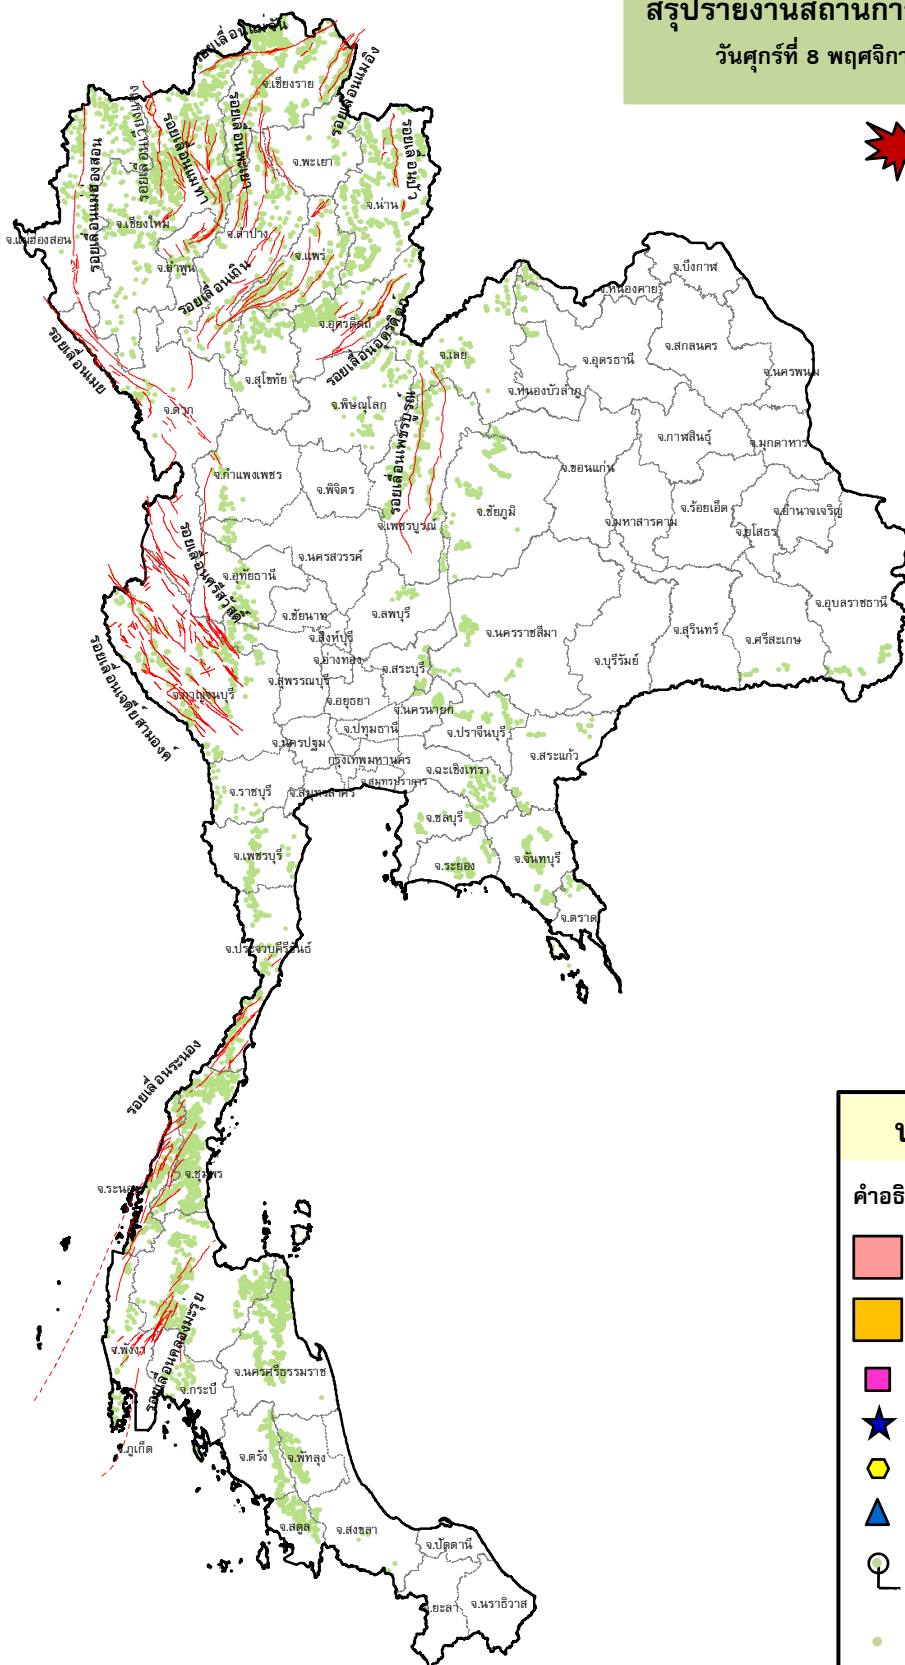 สรุปรายงานสถานกา
วันศุกร์ที่ 8 พฤศจิกา
รอยเลื่อนแม่จัน
รอยเลื่อนแม่อิง
จ.เชียงราย
รอยเลื่อนแม่ฮ่องสอน
รอยเลื่อนแม่ทา
รอยเลื่อนพะเยา
รอยเลื่อนปัว
จ.พะเยา
จ.น่าน
จ.แม่ฮ่องสอน
จ.เชียงใหม่
จ.ลำปาง
จ.แพร่
จ.ลำพูน
รอยเลื่อนเถิน
จ.บึงกาฬ
จ.หนองคาย
จ.อุตรดิตถ์
รอยเลื่อนอุตรดิตถ์
รอยเลื่อนเมย
จ.เลย
จ.อุดรธานี
จ.สกลนคร
จ.นครพนม
จ.สุโขทัย
จ.หนองบัวลำภู
จ.ตาก
จ.พิษณุโลก
รอยเลื่อนเพชรบูรณ์
จ.กาฬสินธุ์
จ.มุกดาหาร
จ.กำแพงเพชร
จ.พิจิตร
จ.ขอนแก่น
จ.เพชรบูรณ์
จ.ชัยภูมิ
จ.มหาสารคาม
จ.ร้อยเอ็ด
จ.ยโสธร
จ.อำนาจเจริญ
รอยเลื่อนศรีสวัสดิ์
จ.นครสวรรค์
จ.อุทัยธานี
จ.ชัยนาท
จ.ลพบุรี
จ.อุบลราชธานี
จ.สิงห์บุรี
จ.นครราชสีมา
จ.บุรีรัมย์
จ.สุรินทร์
จ.ศรีสะเกษ
จ.อ่างทอง
จ.สระบุรี
จ.สุพรรณบุรี
จ.กาญจนบุรี
รอยเลื่อนเจดีย์สามองค์
จ.อยุธยา
จ.นครนายก
จ.ปทุมธานี
จ.ปราจีนบุรี
จ.นครปฐม
กรุงเทพมหานคร
จ.สระแก้ว
จ.ฉะเชิงเทรา
จ.สมุทรปราการ
จ.ราชบุรี
จ.สมุทรสาคร
จ.ชลบุรี
จ.เพชรบุรี
จ.ระยอง
จ.จันทบุรี
จ.ตราด
จ.ประจวบคีรีขันธ์
รอยเลื่อนระนอง
จ.ชุมพร
จ.ระนอง
คำอธิ
รอยเลื่อนคลองมะรุ่ย
จ.พังงา
จ.นครศรีธรรมราช
จ.กระบี่
จ.ภูเก็ต
จ.ตรัง
จ.พัทลุง
จ.สตูล
จ.สงขลา
จ.ปัตตานี
จ.ยะลา
จ.นราธิวาส